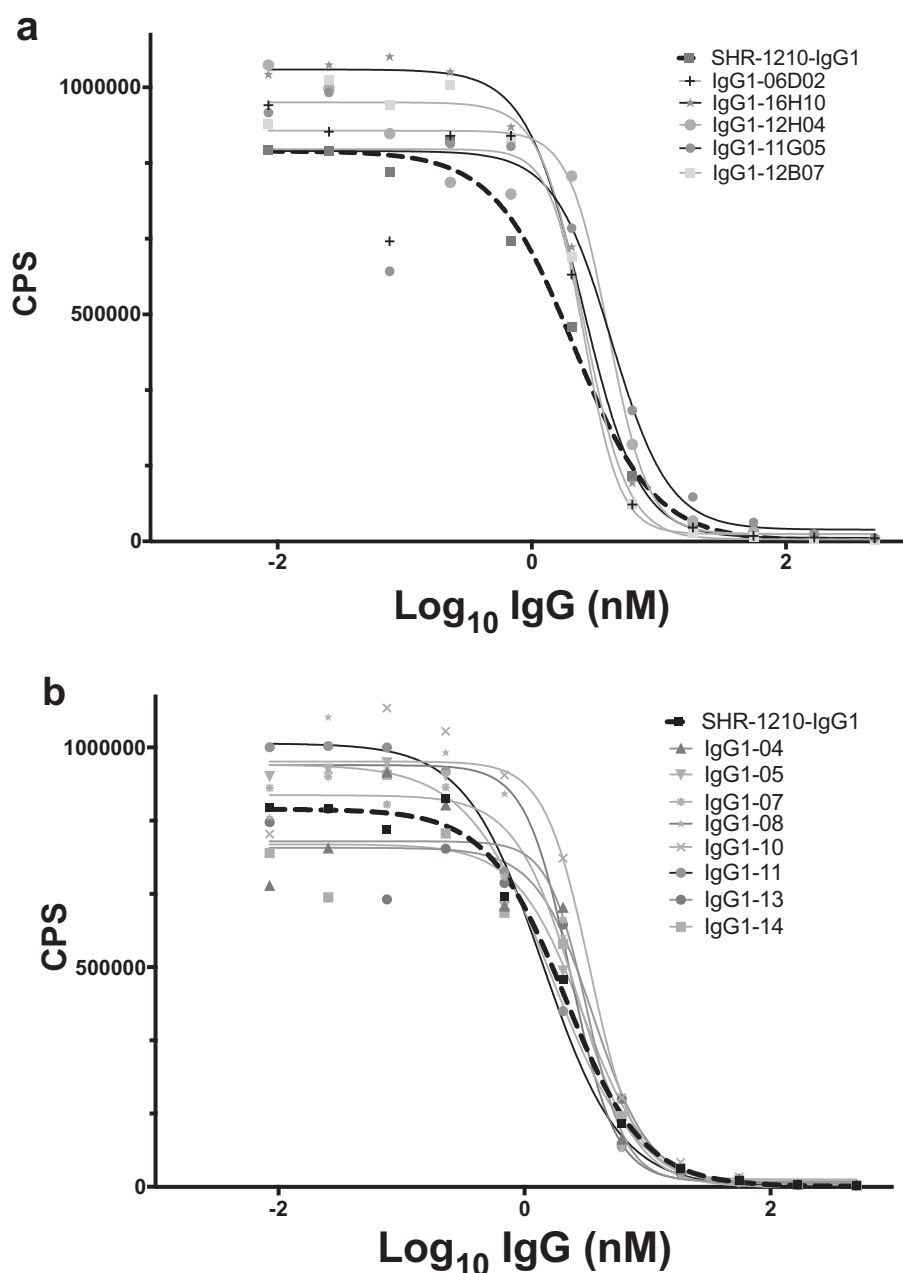 a
1000000
500000
0
-2
0
2
CPS
Log10 IgG (nM)
SHR-1210-IgG1
IgG1-06D02
IgG1-16H10
IgG1-12H04
IgG1-11G05
IgG1-12B07
b
1000000
500000
0
-2
0
2
CPS
Log10 IgG (nM)
SHR-1210-IgG1
IgG1-04
IgG1-05
IgG1-07
IgG1-08
IgG1-10
IgG1-11
IgG1-13
IgG1-14